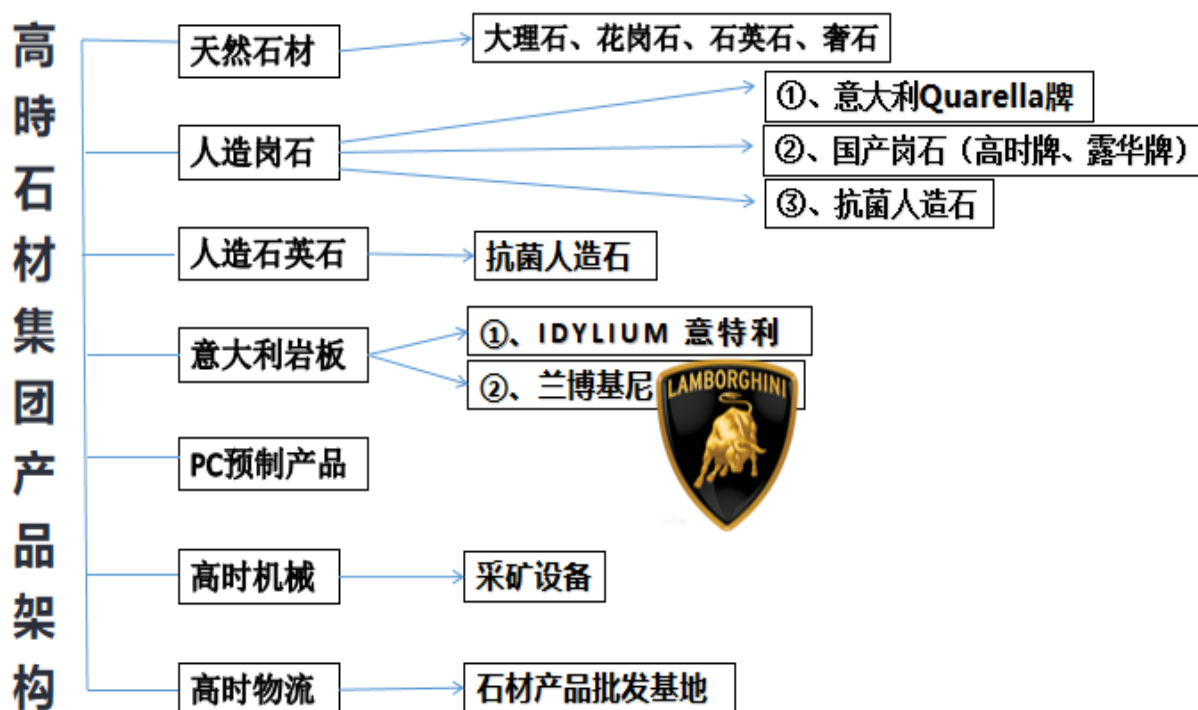 高時石材集团产品架构
天然石材
大理石、花岗石、石英石、奢石
人造岗石
①、意大利Quarella牌
②、国产岗石（高时牌、露华牌）
③、抗菌人造石
人造石英石
抗菌人造石
意大利岩板
①、IDYLIUM 意特利
②、兰博基尼
LAMBORGHINI
PC预制产品
高时机械
采矿设备
高时物流
石材产品批发基地